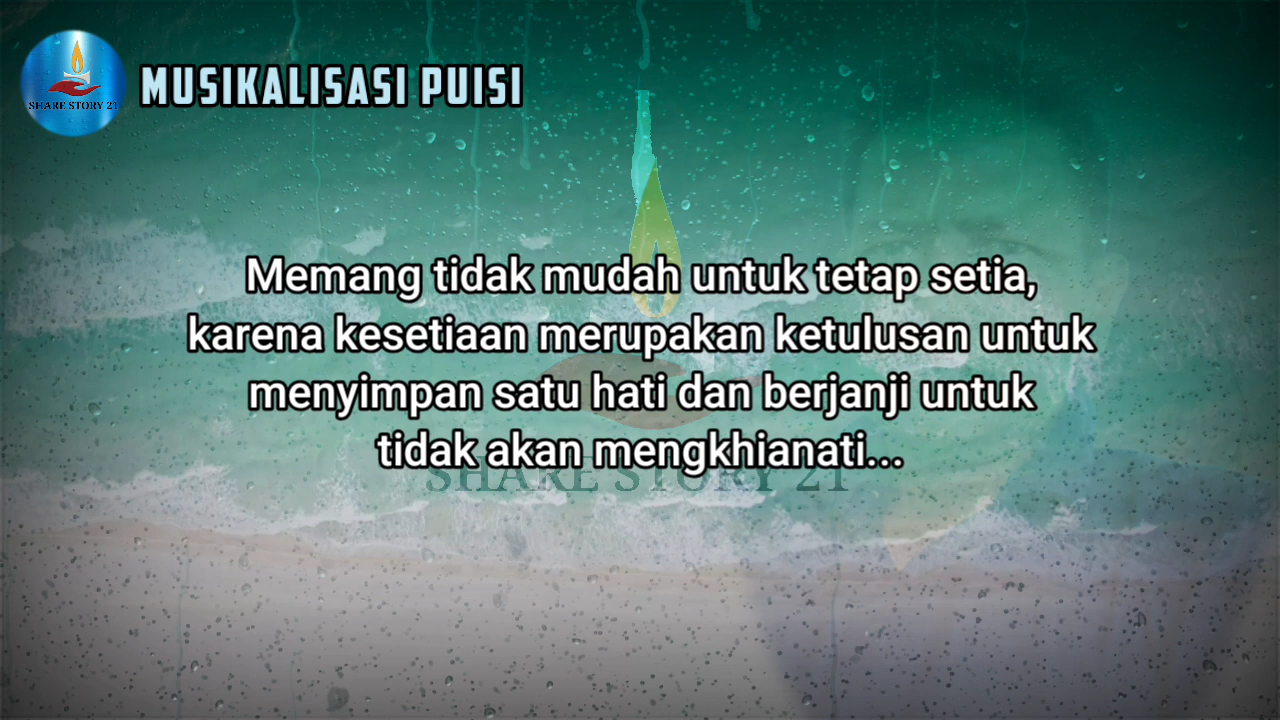 SHARE STORY 21
MUSIKALISASI PUISI
Memang tidak mudah untuk tetap setia,
karena kesetiaan merupakan ketulusan untuk
menyimpan satu hati dan berjanji untuk
tidak akan mengkhianati...
SHARE STORY 21